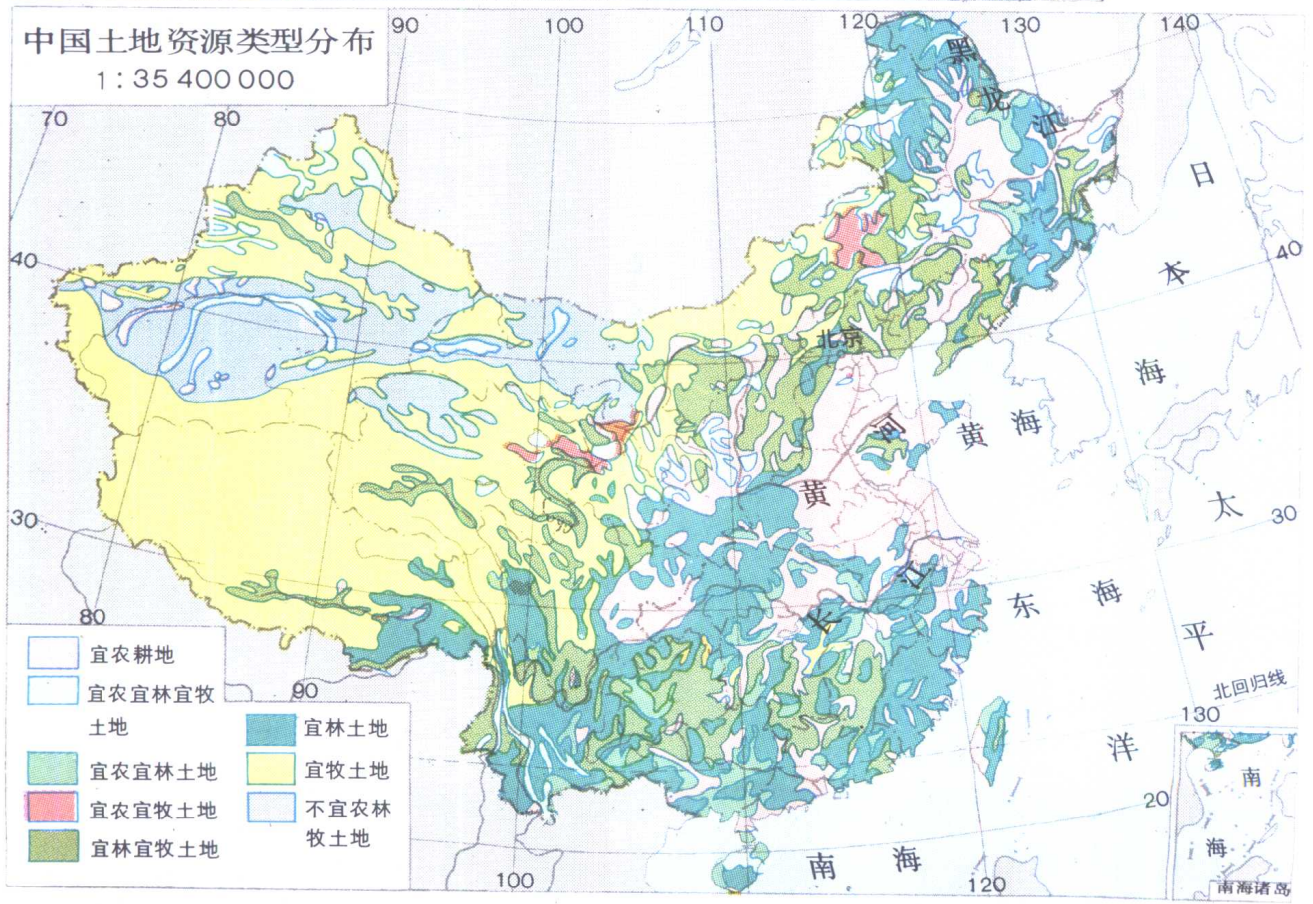 中国土地资源类型分布
1:35 400 000
70
80
90
100
110
120
130
140
40
30
80
90
100
40
30
20
120
130
黑
龙
江
日
本
海
北京
黄
河
黄海
太
平
洋
长
江
东海
北回归线
南海
南
海
南海诸岛
宜农耕地
宜农宜林宜牧
土地
宜农宜林土地
宜农宜牧土地
宜林宜牧土地
宜林土地
宜牧土地
不宜农林
牧土地